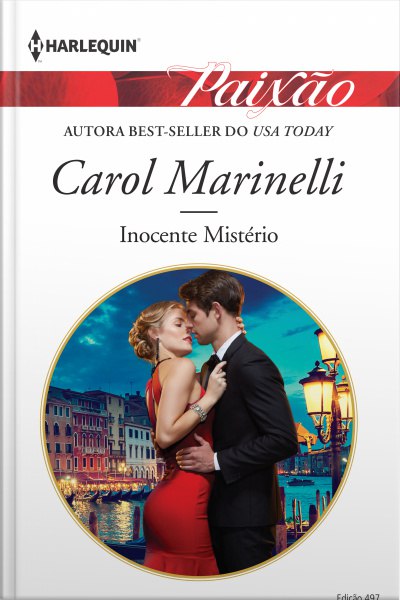 HARLEQUIN®
Paixão
AUTORA BEST-SELLER DO USA TODAY
Carol Marinelli
Inocente Mistério
Edição 497